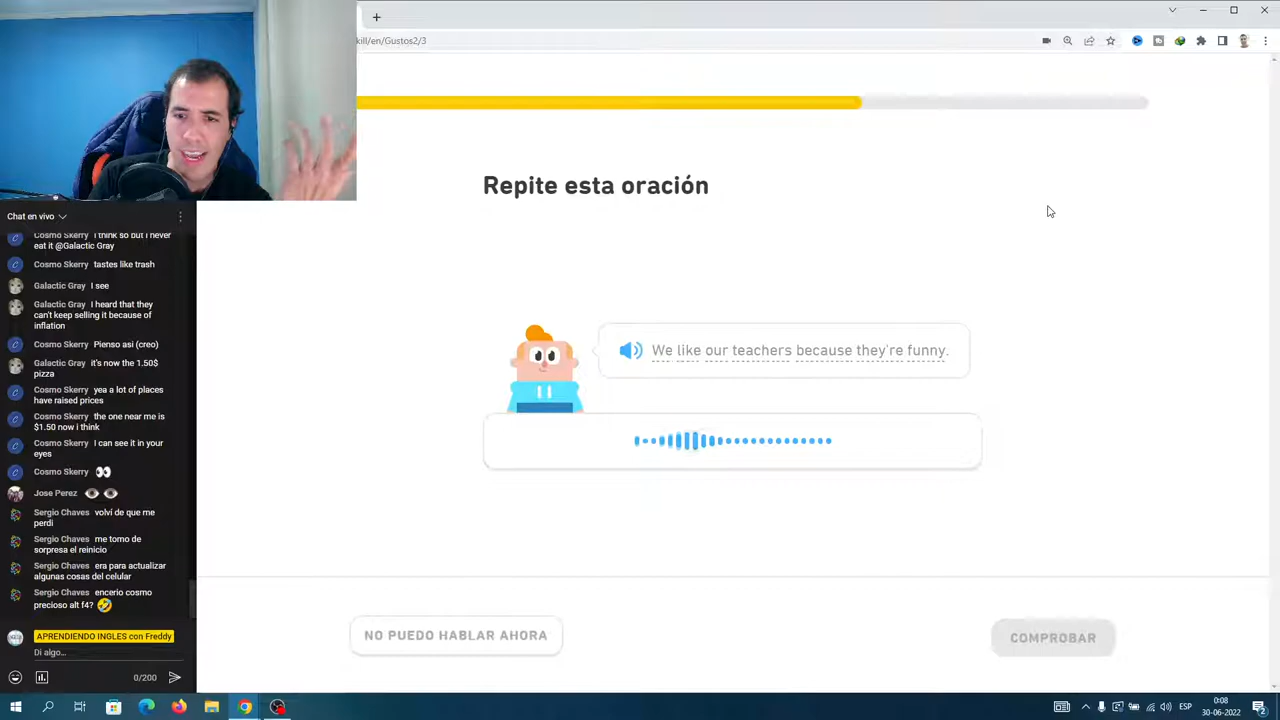 kill/en/Gustos2/3
Repite esta oración
We like our teachers because they're funny.
NO PUEDO HABLAR AHORA
COMPROBAR
Chat en vivo
Cosmo Skerry I think so but I never
eat it @Galactic Gray
Cosmo Skerry tastes like trash
Galactic Gray I see
Galactic Gray I heard that they
can't keep selling it because of
inflation
Cosmo Skerry Pienso asi (creo)
Galactic Gray it's now the 1.50$
pizza
Cosmo Skerry yea a lot of places
have raised prices
Cosmo Skerry the one near me is
$1.50 now i think
Cosmo Skerry I can see it in your
eyes
Cosmo Skerry 👀
Jose Perez 👁 👁
Sergio Chaves volví de que me
perdi
Sergio Chaves me tomo de
sorpresa el reinicio
Sergio Chaves era para actualizar
algunas cosas del celular
Sergio Chaves encerio cosmo
precioso alt f4? 🤣
APRENDIENDO INGLES con Freddy
Di algo...
0/200
ESP
0:08
30-06-2022
2